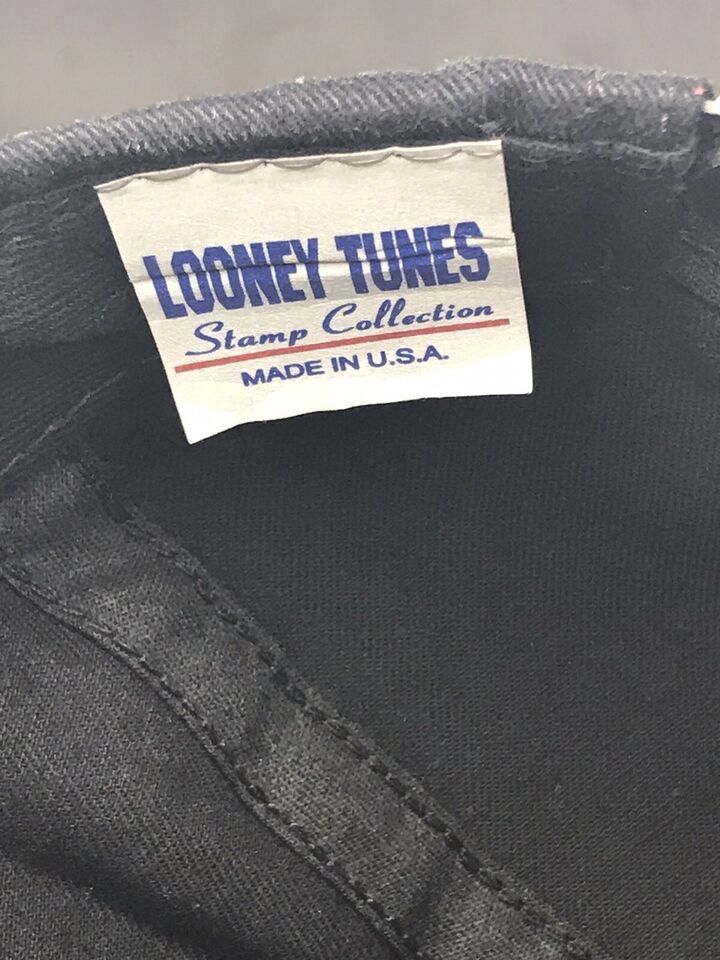 LOONEY TUNES
Stamp Collection
MADE IN U.S.A.